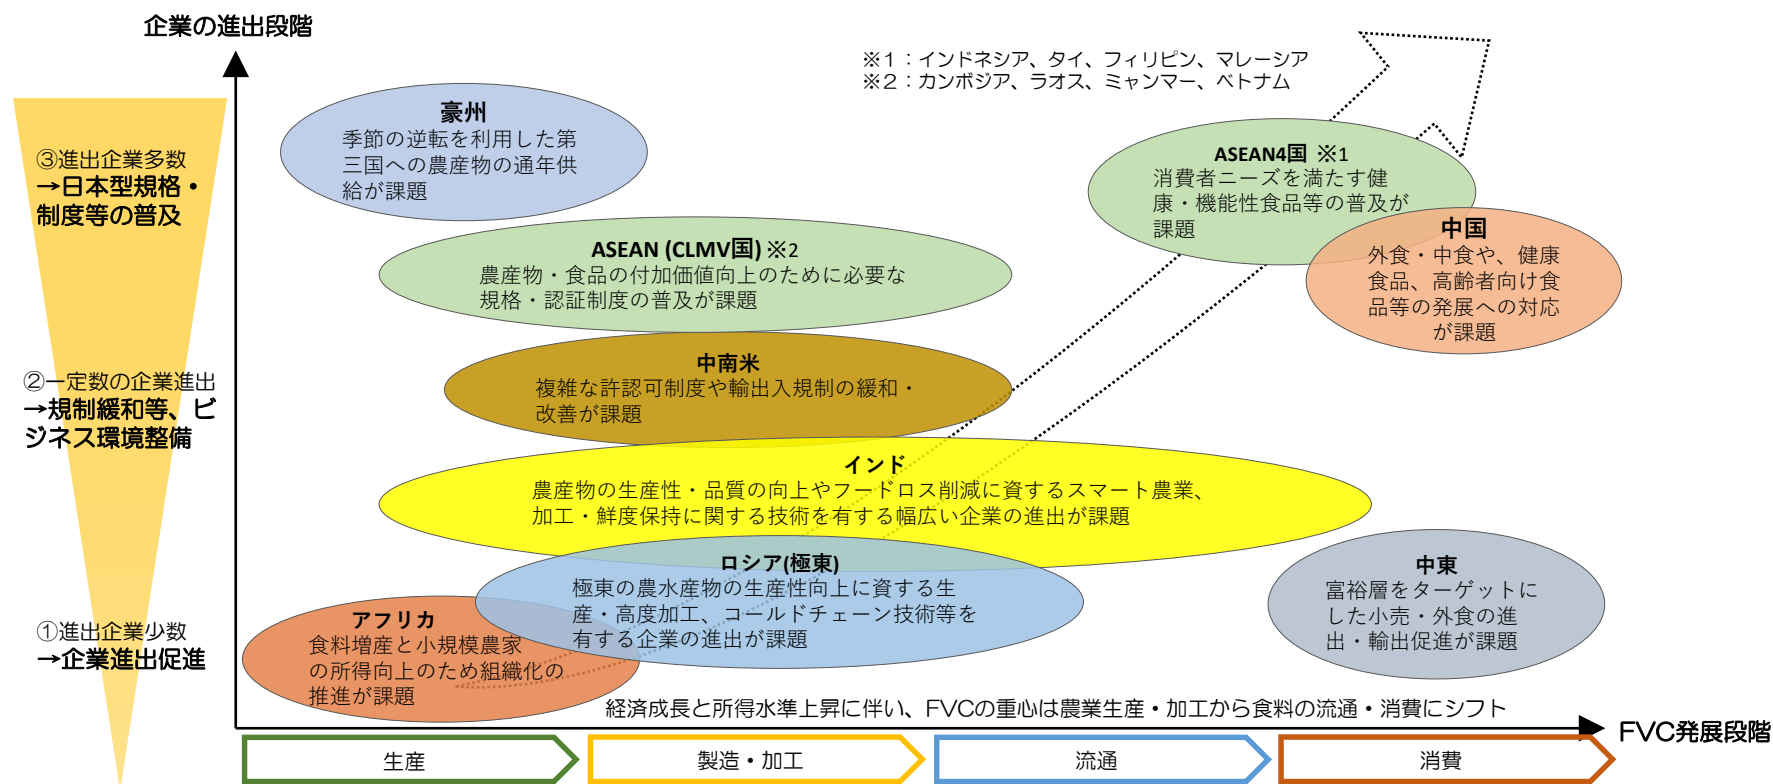 企業の進出段階
※1：インドネシア、タイ、フィリピン、マレーシア
※2：カンボジア、ラオス、ミャンマー、ベトナム
③進出企業多数
→日本型規格・
制度等の普及
②一定数の企業進出
→規制緩和等、ビ
ジネス環境整備
①進出企業少数
→企業進出促進
豪州
季節の逆転を利用した第
三国への農産物の通年供
給が課題
ASEAN4国 ※1
消費者ニーズを満たす健
康・機能性食品等の普及が
課題
中国
外食・中食や、健康
食品、高齢者向け食
品等の発展への対応
が課題
ASEAN (CLMV国) ※2
農産物・食品の付加価値向上のために必要な
規格・認証制度の普及が課題
中南米
複雑な許認可制度や輸出入規制の緩和・
改善が課題
インド
農産物の生産性・品質の向上やフードロス削減に資するスマート農業、
加工・鮮度保持に関する技術を有する幅広い企業の進出が課題
ロシア(極東)
極東の農水産物の生産性向上に資する生
産・高度加工、コールドチェーン技術等を
有する企業の進出が課題
中東
富裕層をターゲットに
した小売・外食の進
出・輸出促進が課題
アフリカ
食料増産と小規模農家
の所得向上のため組織化の
推進が課題
経済成長と所得水準上昇に伴い、FVCの重心は農業生産・加工から食料の流通・消費にシフト
FVC発展段階
生産
製造・加工
流通
消費